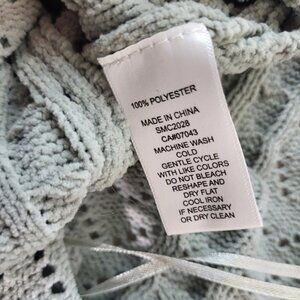 100% POLYESTER
MADE IN CHINA
SMC2028
CA#07043
MACHINE WASH
COLD
GENTLE CYCLE
WITH LIKE COLORS
DO NOT BLEACH
RESHAPE AND
DRY FLAT
COOL IRON
IF NECESSARY
OR DRY CLEAN